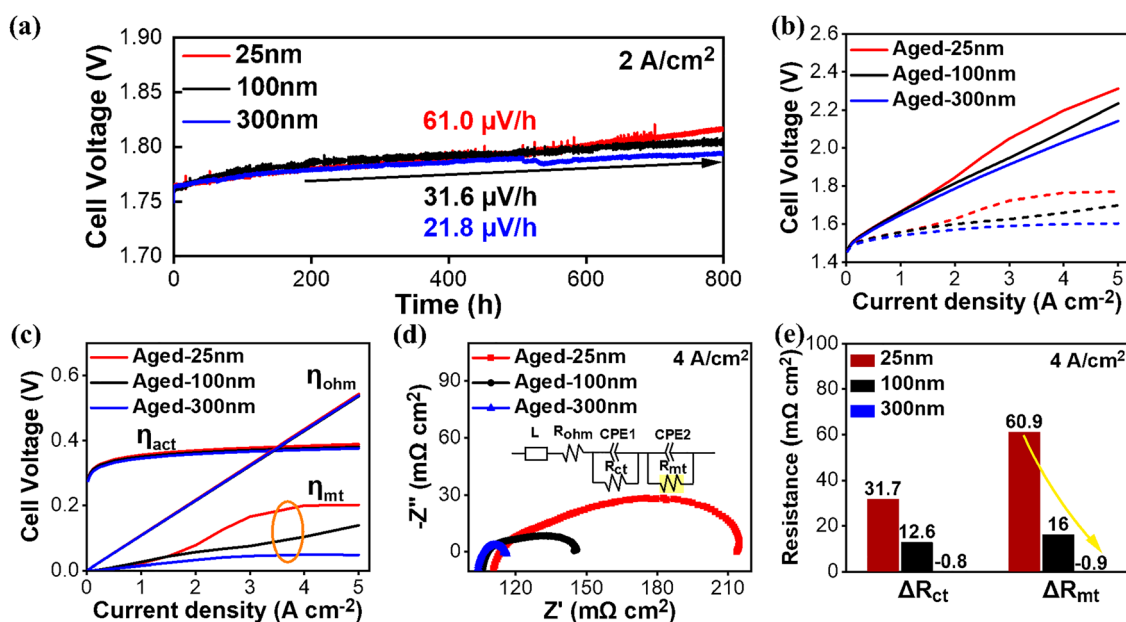 (a)
Cell Voltage (V)
1.90
1.85
1.80
1.75
1.70
25nm
100nm
300nm
2 A/cm²
61.0 μV/h
31.6 μV/h
21.8 μV/h
0 200 400 600 800
Time (h)
(b)
Cell Voltage (V)
2.6
2.4
2.2
2.0
1.8
1.6
1.4
Aged-25nm
Aged-100nm
Aged-300nm
0 1 2 3 4 5
Current density (A cm⁻²)
(c)
Cell Voltage (V)
0.6
0.4
0.2
0.0
Aged-25nm
Aged-100nm
Aged-300nm
ηohm
ηact
ηmt
0 1 2 3 4 5
Current density (A cm⁻²)
(d)
-Z'' (mΩ cm²)
90
60
30
0
Aged-25nm
Aged-100nm
Aged-300nm
4 A/cm²
L Rohm CPE1 CPE2
Rct Rmt
120 150 180 210
Z' (mΩ cm²)
(e)
Resistance (mΩ cm²)
100
80
60
40
20
0
25nm
100nm
300nm
4 A/cm²
31.7
12.6
-0.8
60.9
16
-0.9
ΔRct ΔRmt